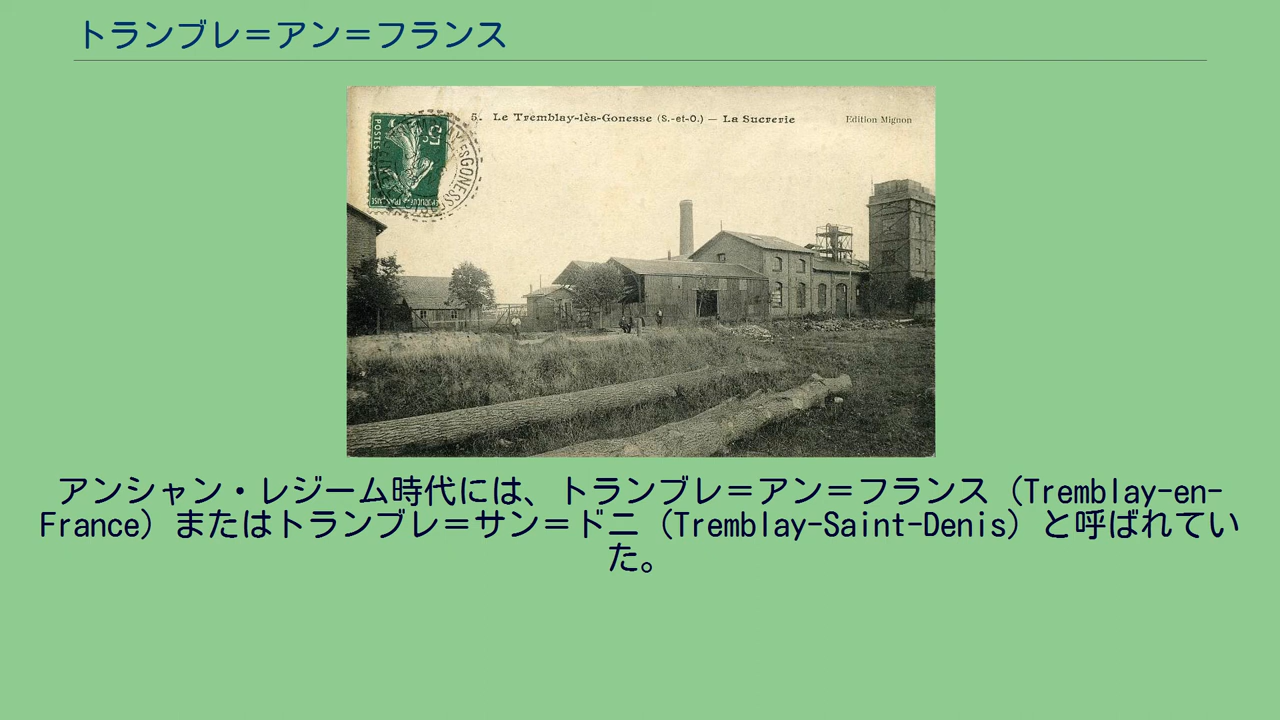 トランブレ＝アン＝フランス
5. Le Tremblay-lès-Gonesse (S.-et-O.) — La Sucrerie
Edition Mignon
POSTES
アンシャン・レジーム時代には、トランブレ＝アン＝フランス（Tremblay-en-
France）またはトランブレ＝サン＝ドニ（Tremblay-Saint-Denis）と呼ばれてい
た。